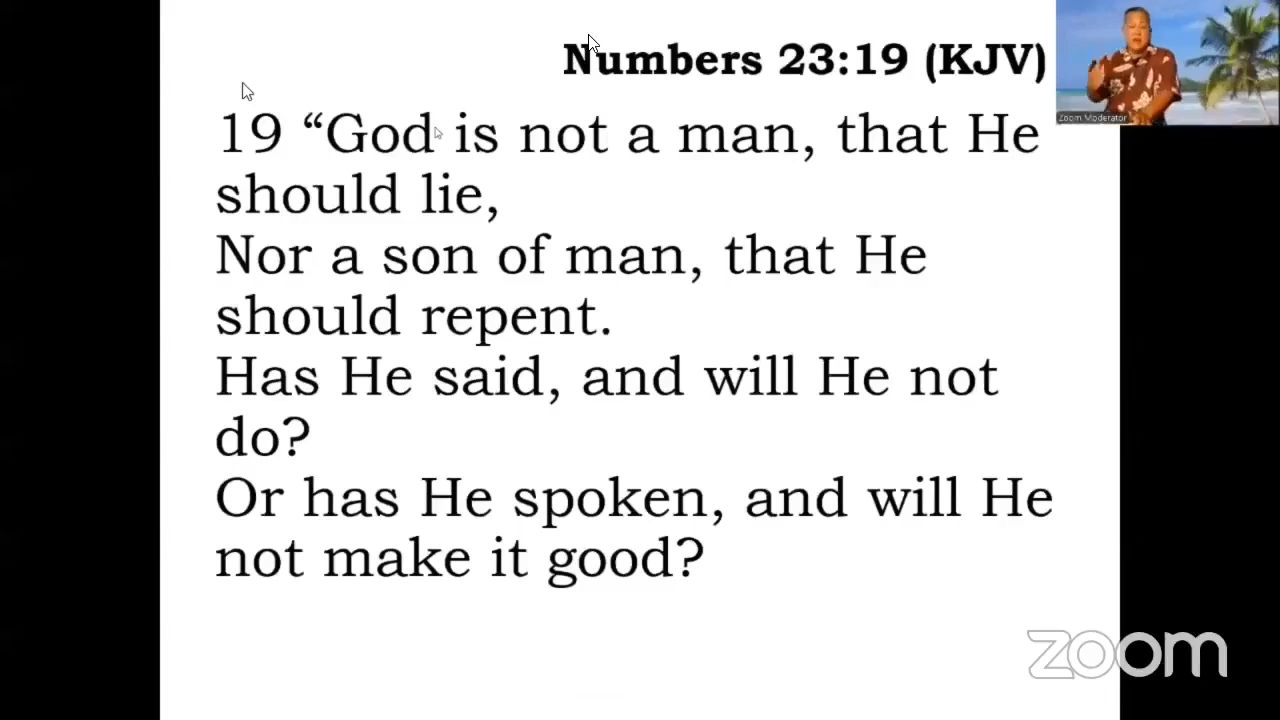 Numbers 23:19 (KJV)
Zoom Moderator
19 “God is not a man, that He
should lie,
Nor a son of man, that He
should repent.
Has He said, and will He not
do?
Or has He spoken, and will He
not make it good?
zoom